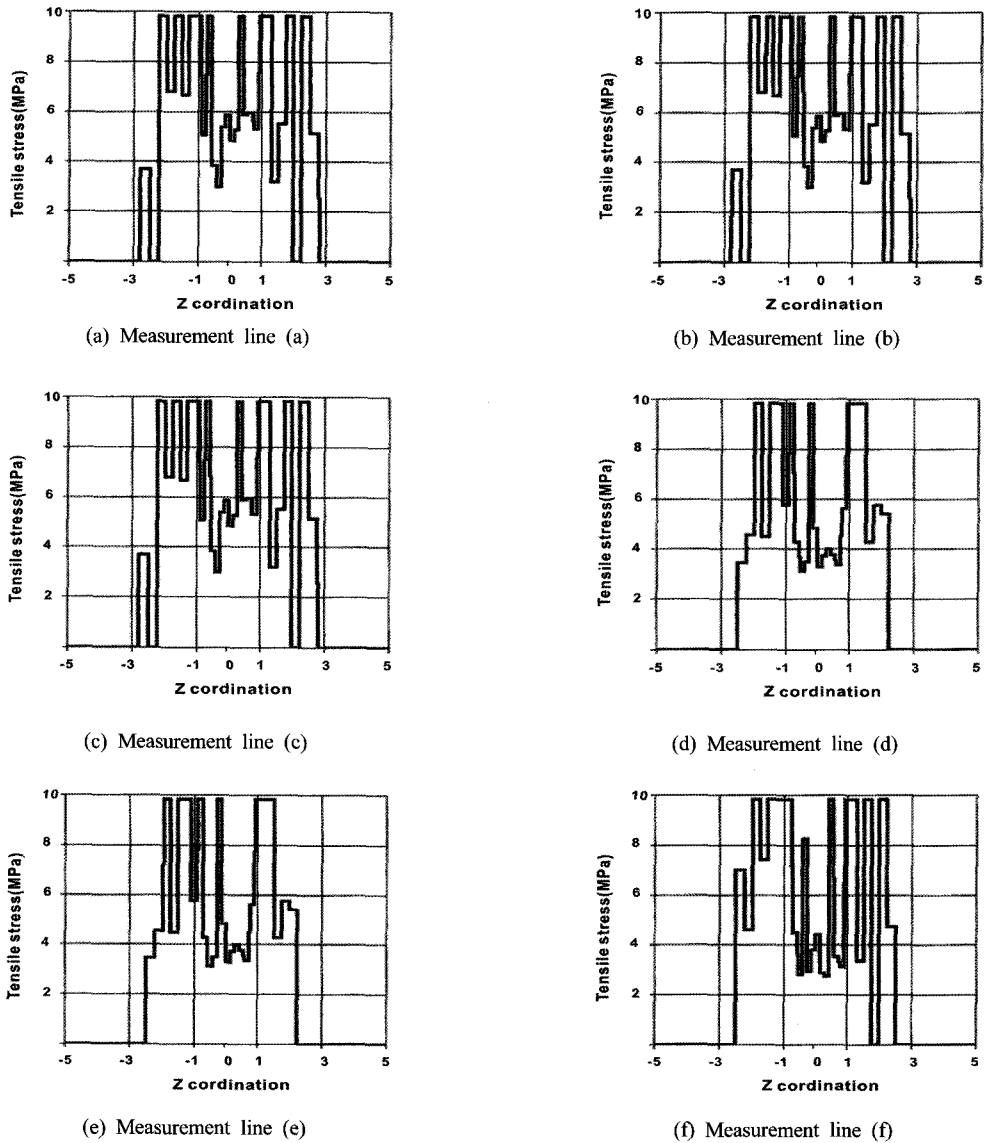 10
8
6
4
2
Tensile stress(MPa)
-5 -3 -1 0 1 3 5
Z cordination
(a) Measurement line (a)
10
8
6
4
2
Tensile stress(MPa)
-5 -3 -1 0 1 3 5
Z cordination
(b) Measurement line (b)
10
8
6
4
2
Tensile stress(MPa)
-5 -3 -1 0 1 3 5
Z cordination
(c) Measurement line (c)
10
8
6
4
2
Tensile stress(MPa)
-5 -3 -1 0 1 3 5
Z cordination
(d) Measurement line (d)
10
8
6
4
2
Tensile stress(MPa)
-5 -3 -1 0 1 3 5
Z cordination
(e) Measurement line (e)
10
8
6
4
2
Tensile stress(MPa)
-5 -3 -1 0 1 3 5
Z cordination
(f) Measurement line (f)